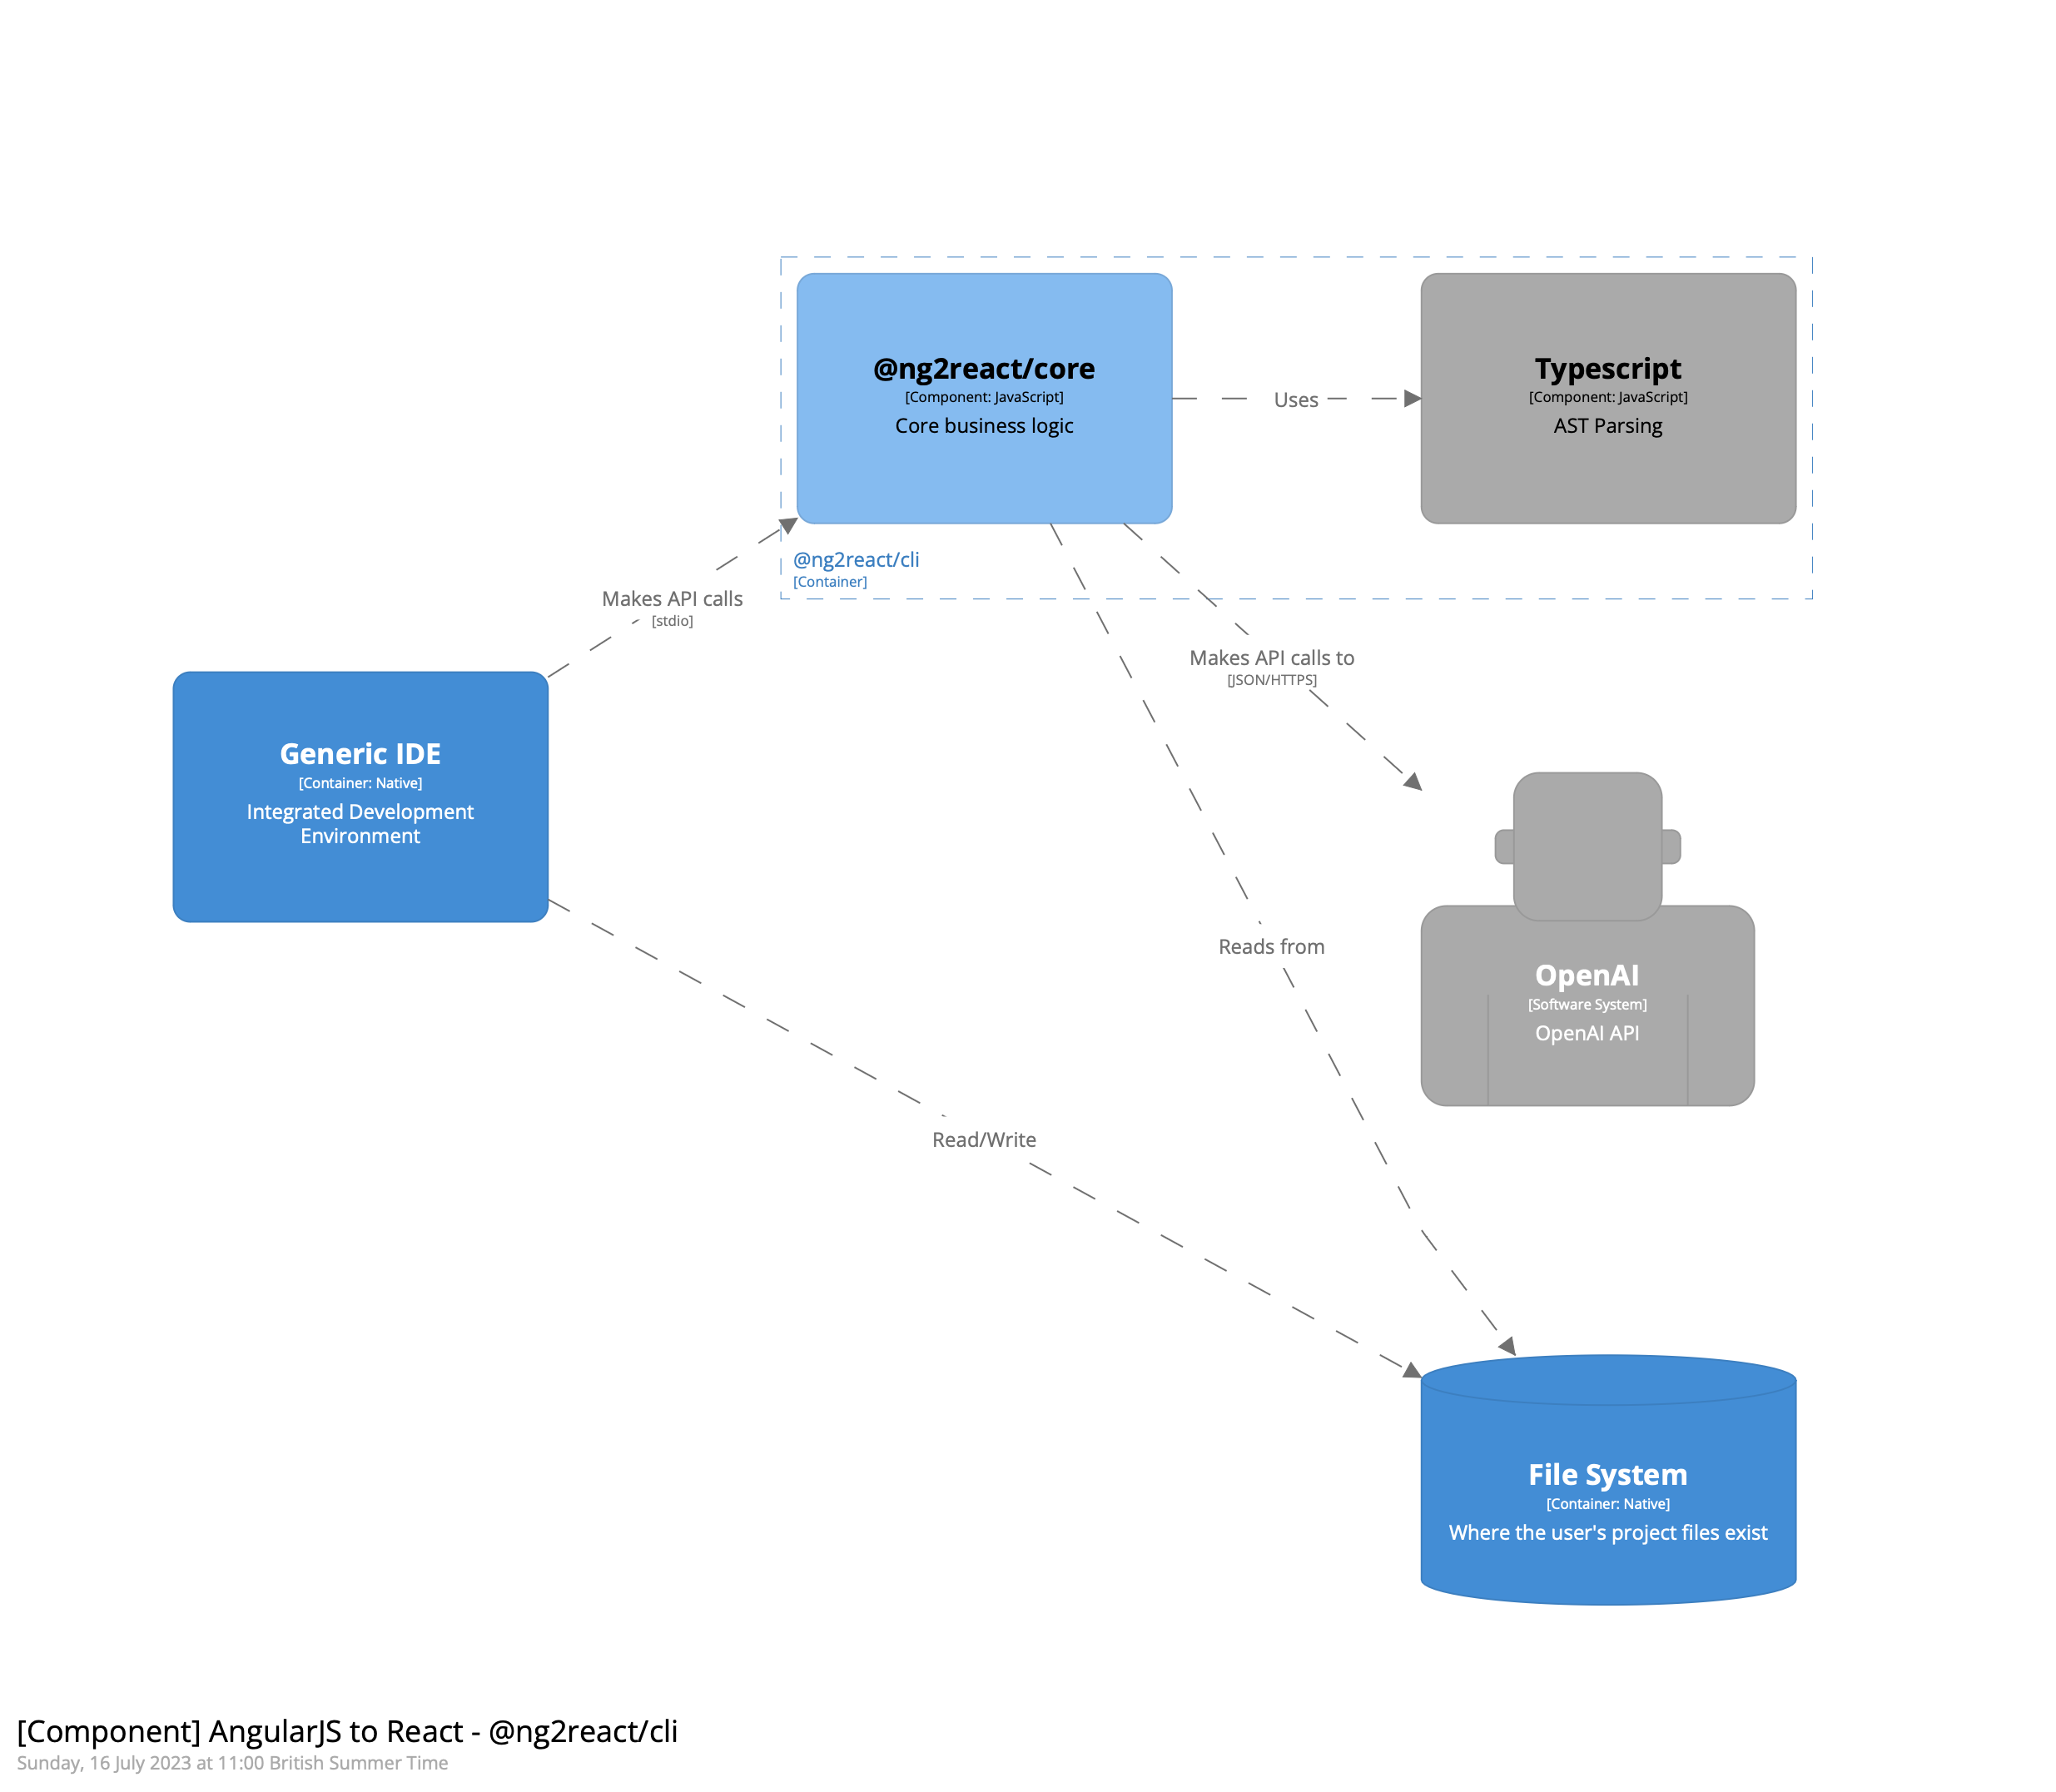 @ng2react/core
[Component: JavaScript]
Core business logic
Uses
Typescript
[Component: JavaScript]
AST Parsing
@ng2react/cli
[Container]
Makes API calls
[stdio]
Makes API calls to
[JSON/HTTPS]
Generic IDE
[Container: Native]
Integrated Development
Environment
Reads from
OpenAI
[Software System]
OpenAI API
Read/Write
File System
[Container: Native]
Where the user's project files exist
[Component] AngularJS to React - @ng2react/cli
Sunday, 16 July 2023 at 11:00 British Summer Time